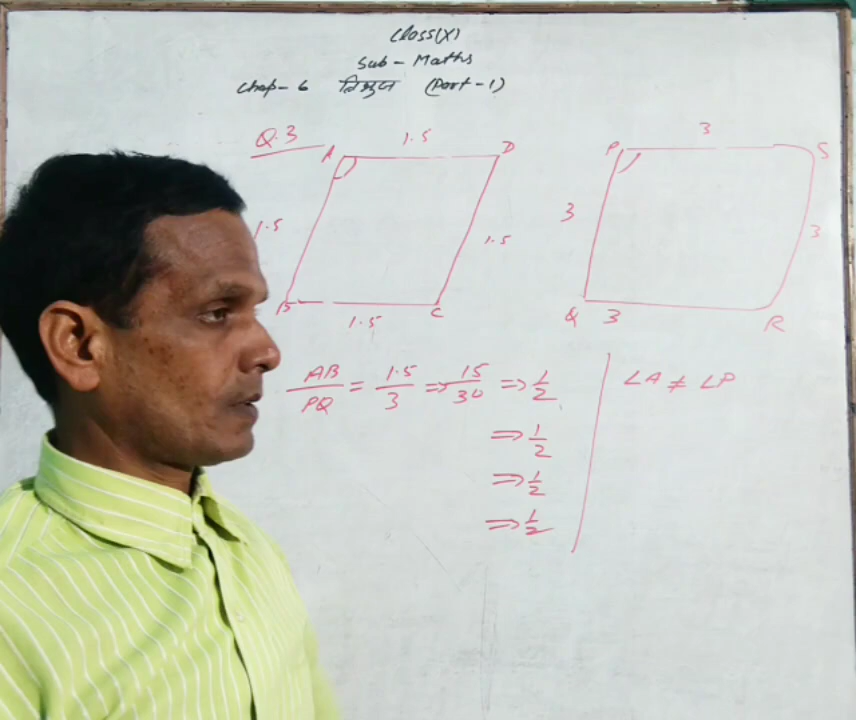 Class(X)
Sub - Maths
Chap - 6 त्रिभुज (Part - 1)
Q.3
A 1.5 D
1.5
1.5
B 1.5 C
P 3 S
3
3
Q 3 R
AB/PQ = 1.5/3 => 15/30 => 1/2
=> 1/2
=> 1/2
=> 1/2
∠A ≠ ∠P